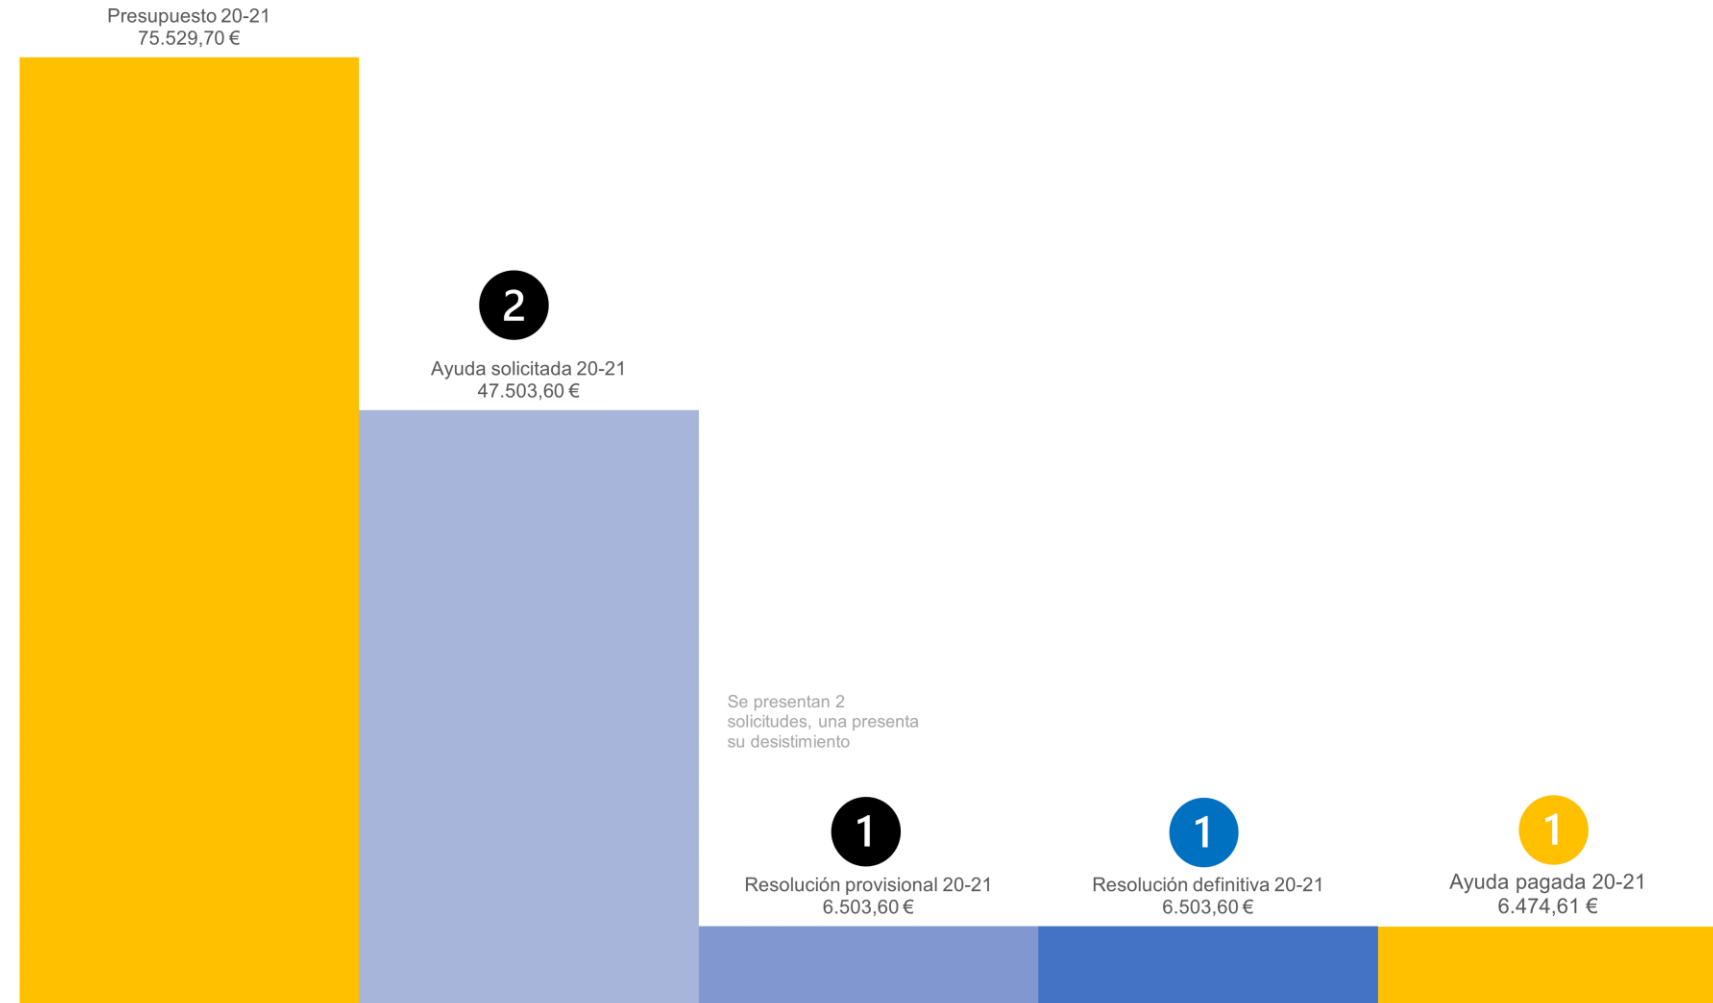 Presupuesto 20-21
75.529,70 €
2
Ayuda solicitada 20-21
47.503,60 €
Se presentan 2
solicitudes, una presenta
su desistimiento
1
Resolución provisional 20-21
6.503,60 €
1
Resolución definitiva 20-21
6.503,60 €
1
Ayuda pagada 20-21
6.474,61 €